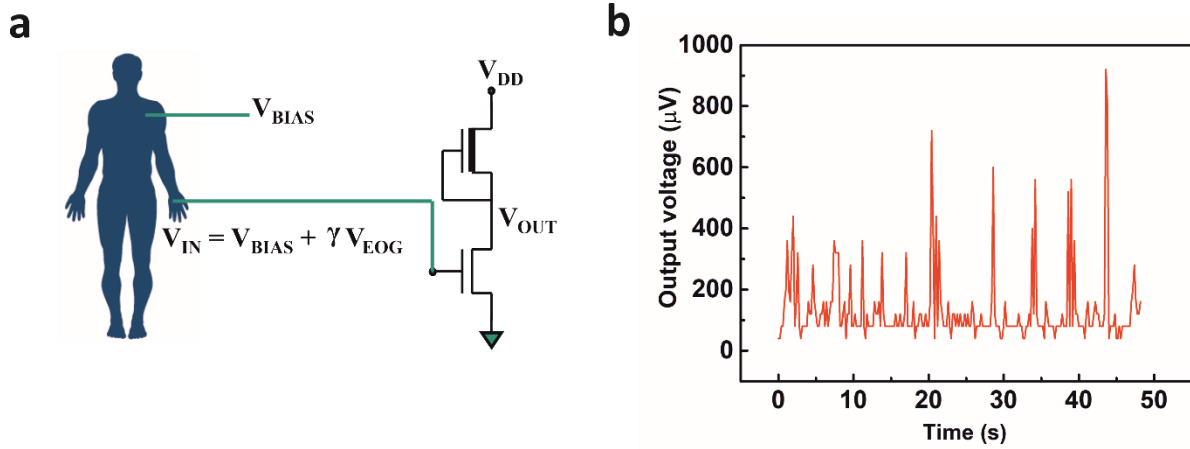 a
V_DD
V_BIAS
V_OUT
V_IN = V_BIAS + γ V_EOG
b
1000
800
600
400
200
0
Output voltage (μV)
0 10 20 30 40 50
Time (s)